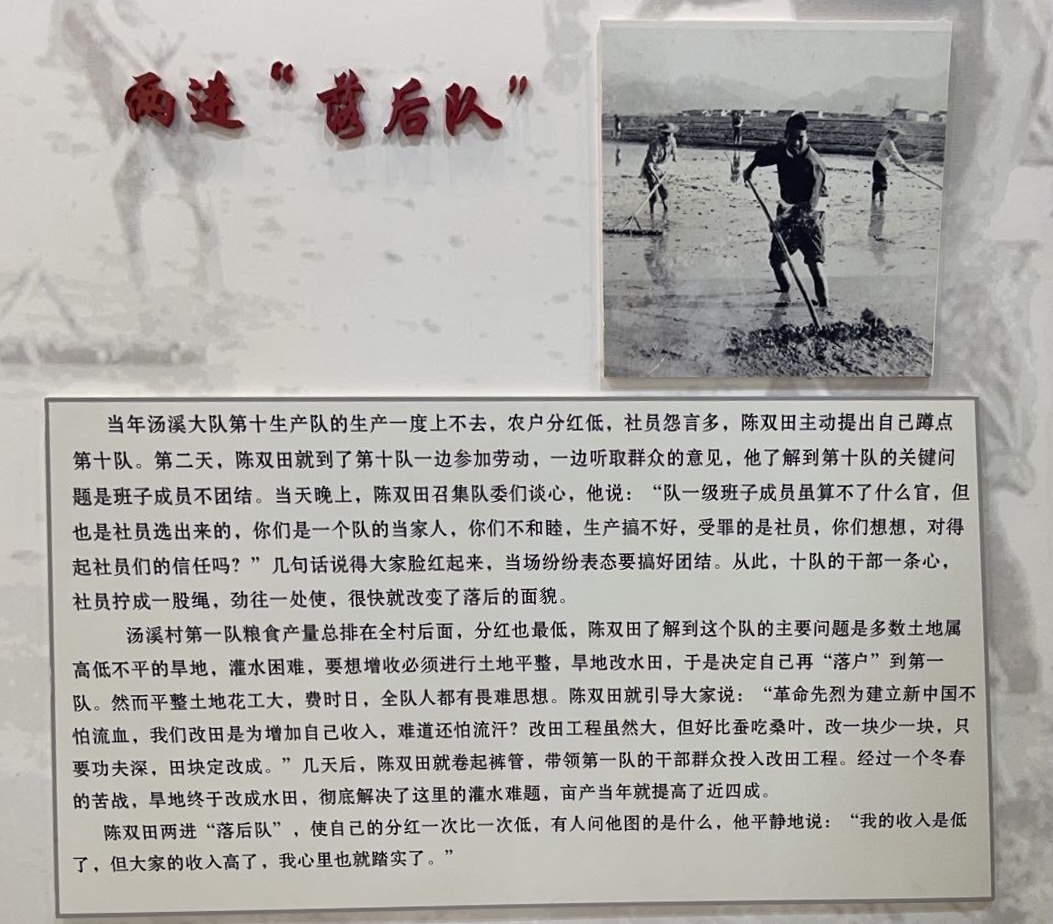 两进“落后队”
当年汤溪大队第十生产队的生产一度上不去，农户分红低，社员怨言多，陈双田主动提出自己蹲点
第十队。第二天，陈双田就到了第十队一边参加劳动，一边听取群众的意见，他了解到第十队的关键问
题是班子成员不团结。当天晚上，陈双田召集队委们谈心，他说：“队一级班子成员虽算不了什么官，但
也是社员选出来的，你们是一个队的当家人，你们不和睦，生产搞不好，受罪的是社员，你们想想，对得
起社员们的信任吗？”几句话说得大家脸红起来，当场纷纷表态要搞好团结。从此，十队的干部一条心，
社员拧成一股绳，劲往一处使，很快就改变了落后的面貌。
汤溪村第一队粮食产量总排在全村后面，分红也最低，陈双田了解到这个队的主要问题是多数土地属
高低不平的旱地，灌水困难，要想增收必须进行土地平整，旱地改水田，于是决定自己再“落户”到第一
队。然而平整土地花工大，费时日，全队人都有畏难思想。陈双田就引导大家说：“革命先烈为建立新中国不
怕流血，我们改田是为增加自己收入，难道还怕流汗？改田工程虽然大，但好比蚕吃桑叶，改一块少一块，只
要功夫深，田块定改成。”几天后，陈双田就卷起裤管，带领第一队的干部群众投入改田工程。经过一个冬春
的苦战，旱地终于改成水田，彻底解决了这里的灌水难题，亩产当年就提高了近四成。
陈双田两进“落后队”，使自己的分红一次比一次低，有人问他图的是什么，他平静地说：“我的收入是低
了，但大家的收入高了，我心里也就踏实了。”